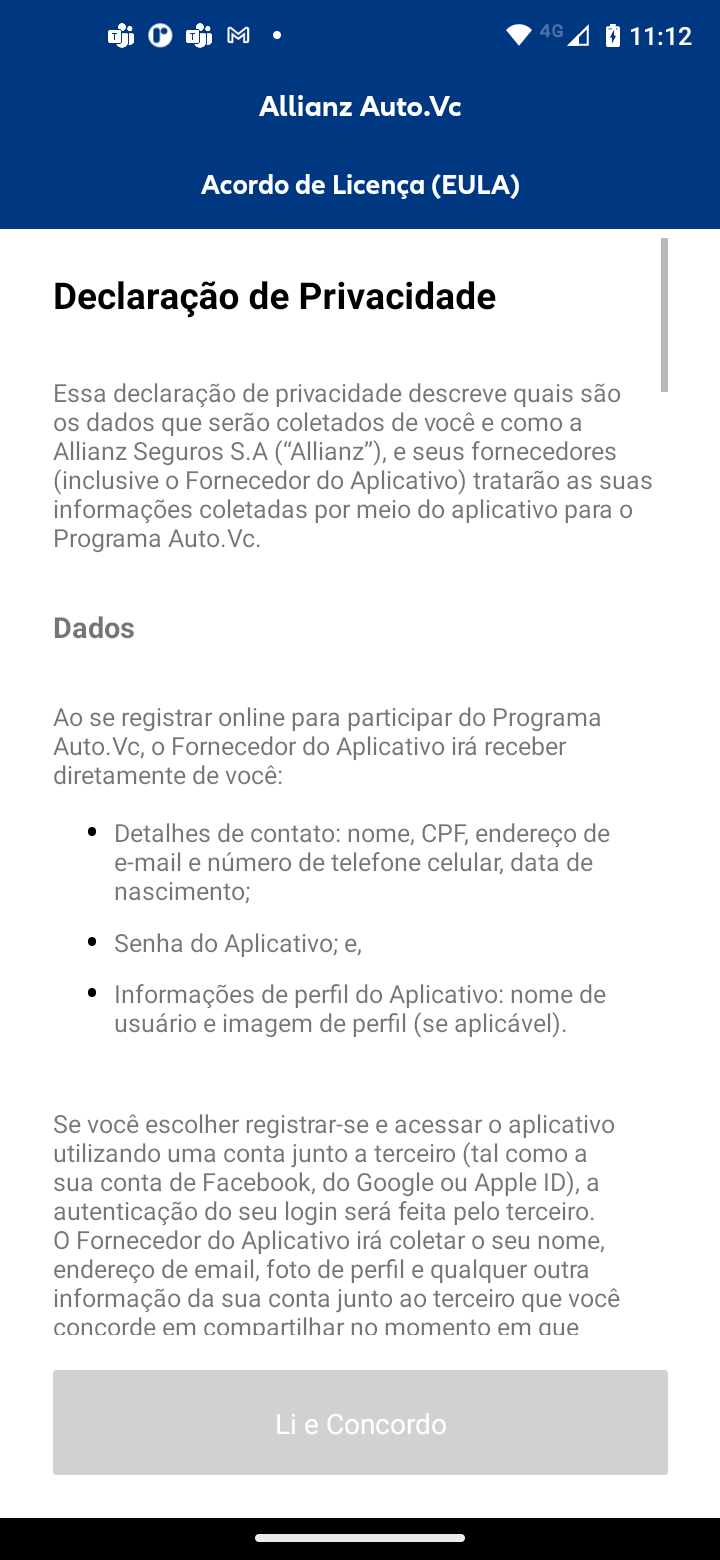 4G 11:12
Allianz Auto.Vc
Acordo de Licença (EULA)
Declaração de Privacidade
Essa declaração de privacidade descreve quais são
os dados que serão coletados de você e como a
Allianz Seguros S.A (“Allianz”), e seus fornecedores
(inclusive o Fornecedor do Aplicativo) tratarão as suas
informações coletadas por meio do aplicativo para o
Programa Auto.Vc.
Dados
Ao se registrar online para participar do Programa
Auto.Vc, o Fornecedor do Aplicativo irá receber
diretamente de você:
• Detalhes de contato: nome, CPF, endereço de
e-mail e número de telefone celular, data de
nascimento;
• Senha do Aplicativo; e,
• Informações de perfil do Aplicativo: nome de
usuário e imagem de perfil (se aplicável).
Se você escolher registrar-se e acessar o aplicativo
utilizando uma conta junto a terceiro (tal como a
sua conta de Facebook, do Google ou Apple ID), a
autenticação do seu login será feita pelo terceiro.
O Fornecedor do Aplicativo irá coletar o seu nome,
endereço de email, foto de perfil e qualquer outra
informação da sua conta junto ao terceiro que você
concorde em compartilhar no momento em que
Li e Concordo